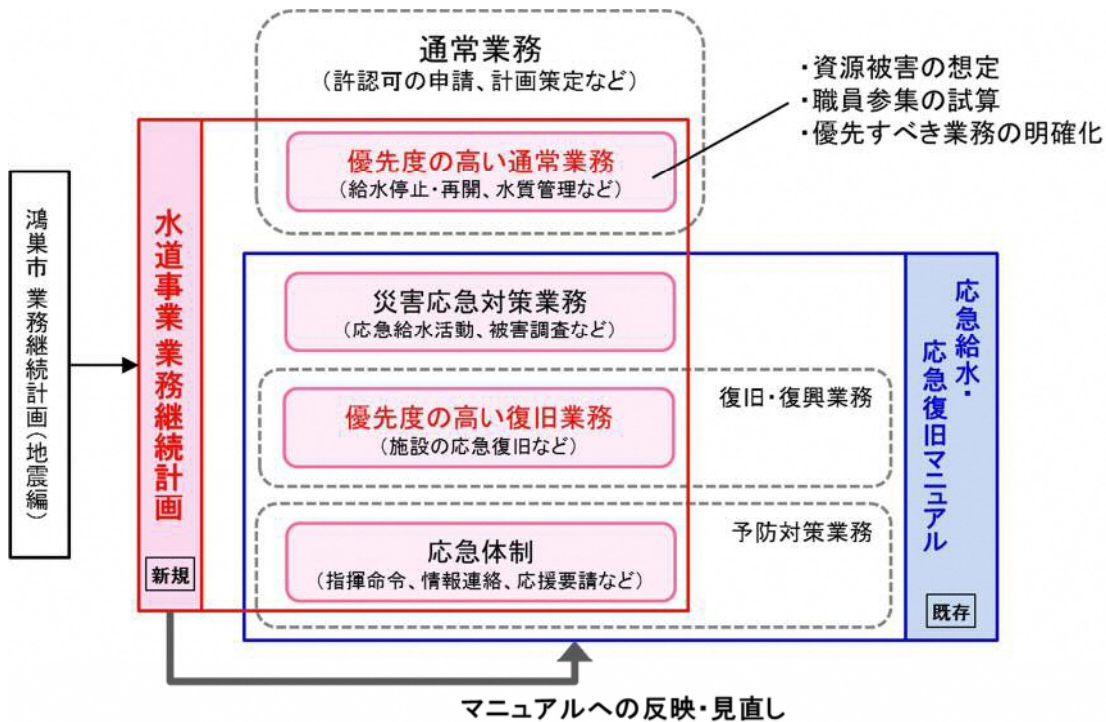 通常業務
(許認可の申請、計画策定など)
・資源被害の想定
・職員参集の試算
・優先すべき業務の明確化
優先度の高い通常業務
(給水停止・再開、水質管理など)
鴻巣市 業務継続計画(地震編)
水道事業 業務継続計画
新規
災害応急対策業務
(応急給水活動、被害調査など)
優先度の高い復旧業務
(施設の応急復旧など)
復旧・復興業務
応急体制
(指揮命令、情報連絡、応援要請など)
予防対策業務
応急給水・
応急復旧マニュアル
既存
マニュアルへの反映・見直し